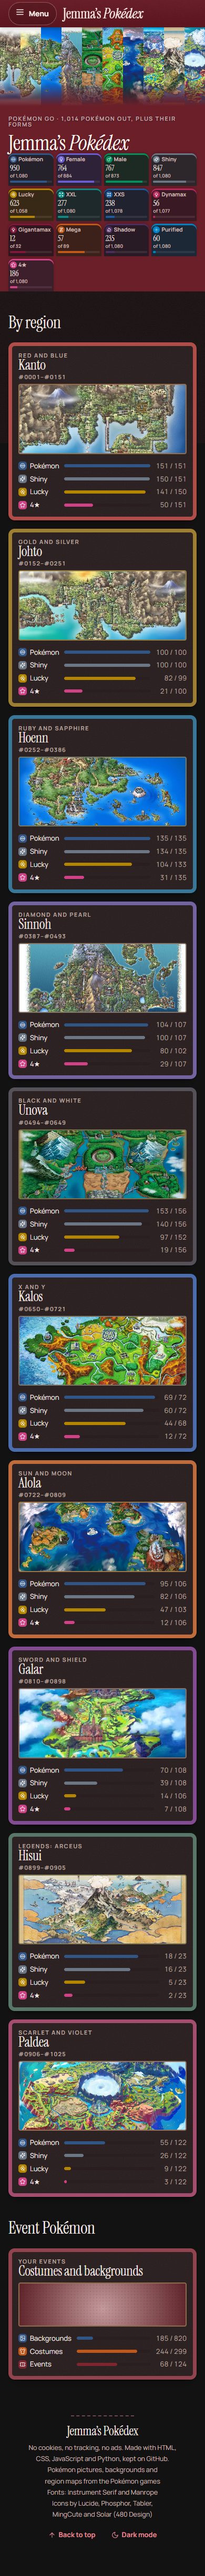 Menu
Jemma's Pokédex
POKÉMON GO · 1,014 POKÉMON OUT, PLUS THEIR
FORMS
Jemma's Pokédex
Pokémon
950
of 1,080
Female
764
of 884
Male
767
of 873
Shiny
847
of 1,080
Lucky
623
of 1,058
XXL
277
of 1,080
XXS
238
of 1,078
Dynamax
56
of 1,077
Gigantamax
12
of 32
Mega
57
of 89
Shadow
235
of 1,080
Purified
60
of 1,080
4★
186
of 1,080
By region
RED AND BLUE
Kanto
#0001–#0151
Pokémon 151 / 151
Shiny 150 / 151
Lucky 141 / 150
4★ 50 / 151
GOLD AND SILVER
Johto
#0152–#0251
Pokémon 100 / 100
Shiny 100 / 100
Lucky 82 / 99
4★ 21 / 100
RUBY AND SAPPHIRE
Hoenn
#0252–#0386
Pokémon 135 / 135
Shiny 134 / 135
Lucky 104 / 133
4★ 31 / 135
DIAMOND AND PEARL
Sinnoh
#0387–#0493
Pokémon 104 / 107
Shiny 100 / 107
Lucky 80 / 102
4★ 29 / 107
BLACK AND WHITE
Unova
#0494–#0649
Pokémon 153 / 156
Shiny 140 / 156
Lucky 97 / 152
4★ 19 / 156
X AND Y
Kalos
#0650–#0721
Pokémon 69 / 72
Shiny 60 / 72
Lucky 44 / 68
4★ 12 / 72
SUN AND MOON
Alola
#0722–#0809
Pokémon 95 / 106
Shiny 82 / 106
Lucky 47 / 103
4★ 12 / 106
SWORD AND SHIELD
Galar
#0810–#0898
Pokémon 70 / 108
Shiny 39 / 108
Lucky 14 / 106
4★ 7 / 108
LEGENDS: ARCEUS
Hisui
#0899–#0905
Pokémon 18 / 23
Shiny 16 / 23
Lucky 5 / 23
4★ 2 / 23
SCARLET AND VIOLET
Paldea
#0906–#1025
Pokémon 55 / 122
Shiny 26 / 122
Lucky 9 / 122
4★ 3 / 122
Event Pokémon
YOUR EVENTS
Costumes and backgrounds
Backgrounds 185 / 820
Costumes 244 / 299
Events 68 / 124
Jemma's Pokédex
No cookies, no tracking, no ads. Made with HTML,
CSS, JavaScript and Python, kept on GitHub.
Pokémon pictures, backgrounds and
region maps from the Pokémon games
Fonts: Instrument Serif and Manrope
Icons by Lucide, Phosphor, Tabler,
MingCute and Solar (480 Design)
Back to top
Dark mode